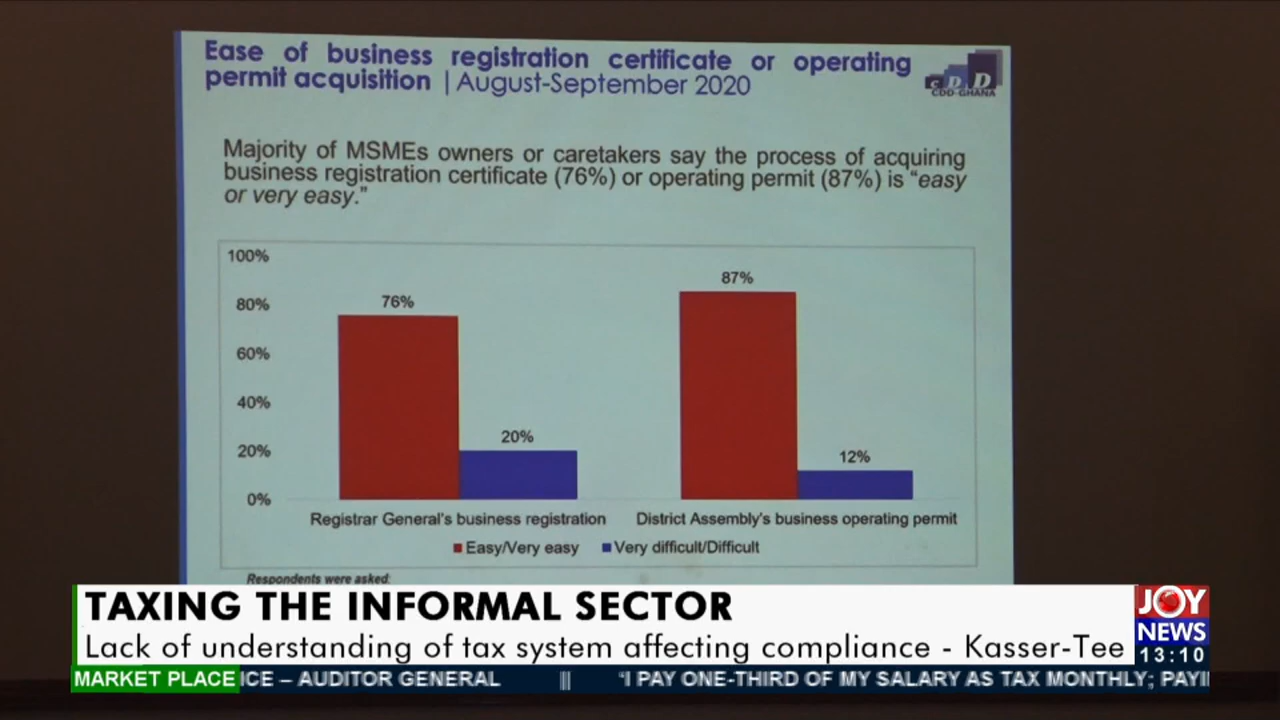 Ease of business registration certificate or operating
permit acquisition | August-September 2020
CDD
CDD-GHANA
Majority of MSMEs owners or caretakers say the process of acquiring
business registration certificate (76%) or operating permit (87%) is “easy
or very easy.”
100%
80%
60%
40%
20%
0%
76%
20%
87%
12%
Registrar General's business registration
District Assembly's business operating permit
Easy/Very easy
Very difficult/Difficult
Respondents were asked:
TAXING THE INFORMAL SECTOR
Lack of understanding of tax system affecting compliance - Kasser-Tee
JOY
NEWS
13:10
MARKET PLACE
ICE – AUDITOR GENERAL ||| “I PAY ONE-THIRD OF MY SALARY AS TAX MONTHLY; PAYI